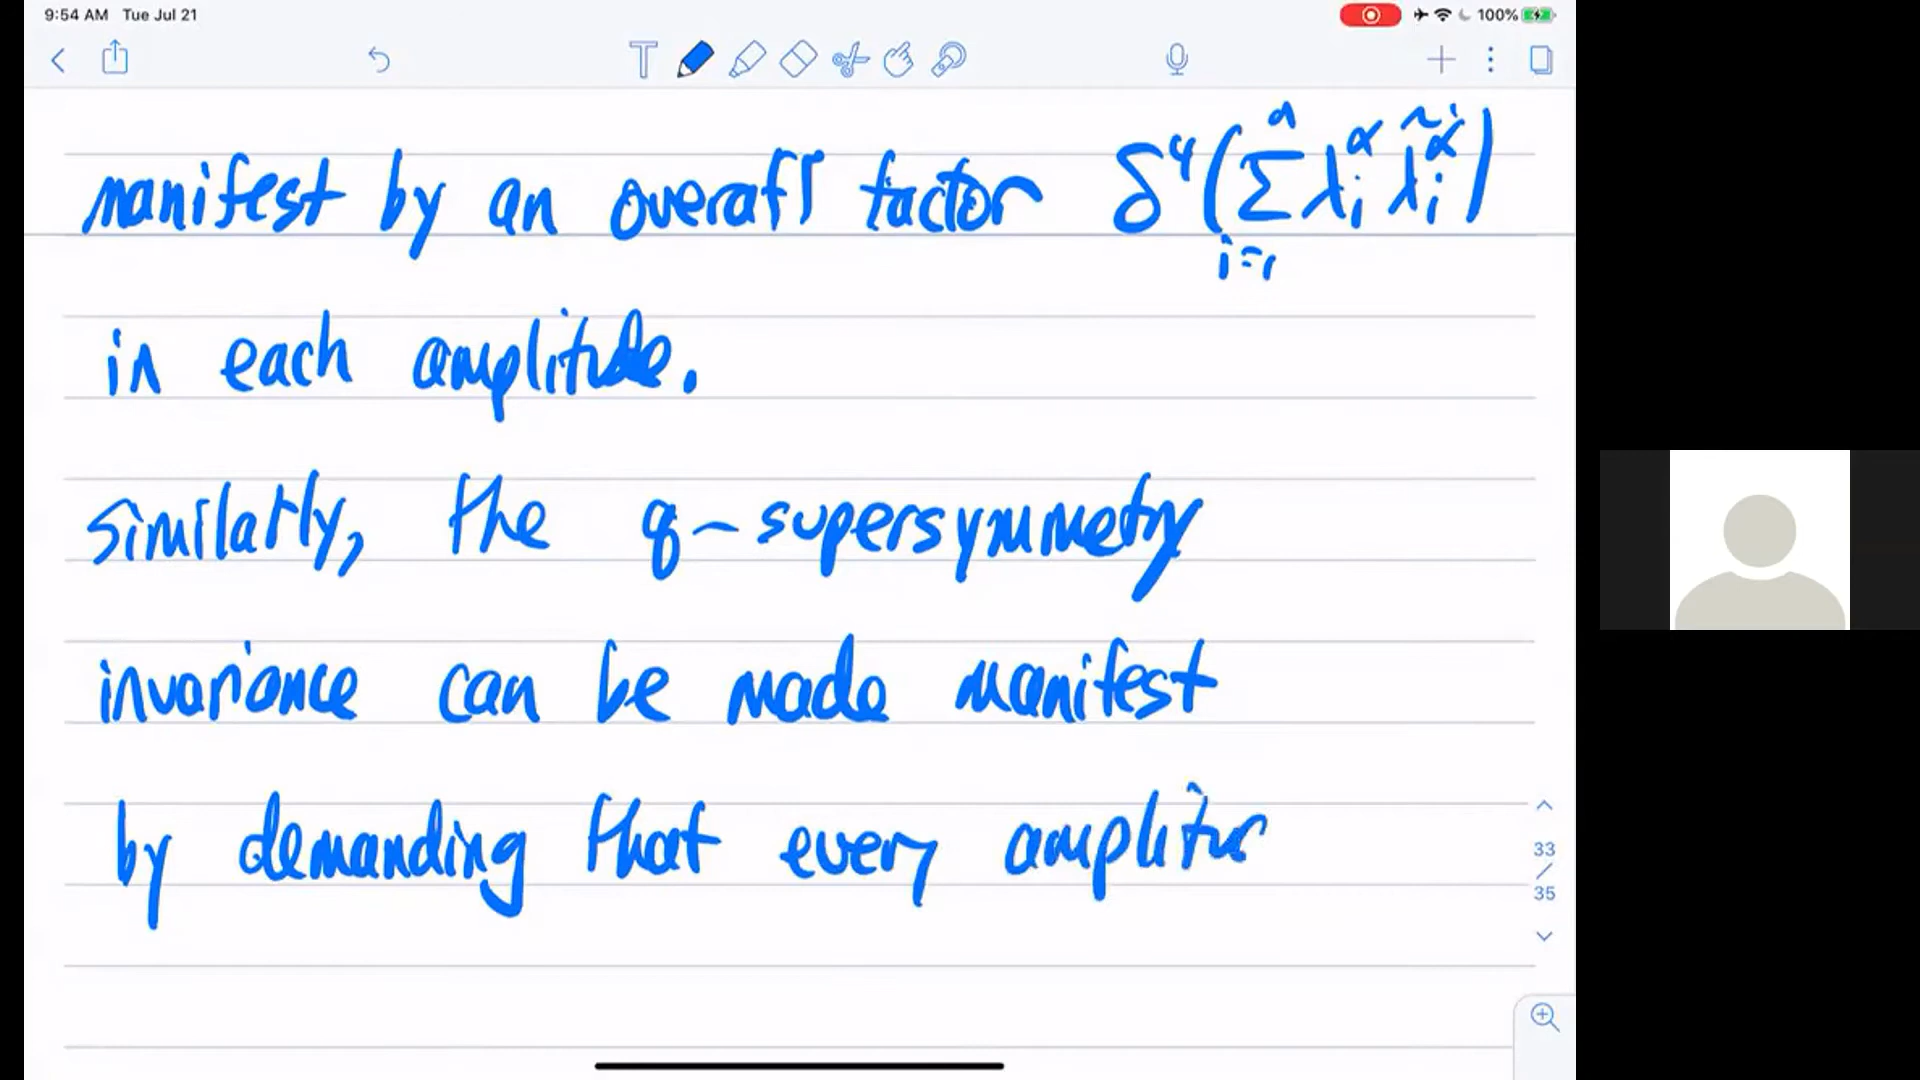 9:54 AM Tue Jul 21
100%
manifest by an overall factor δ⁴(∑ᵢ₌₁ⁿ λᵢ^α λ̃ᵢ^α̇)
in each amplitude.
similarly, the q-supersymmetry
invariance can be made manifest
by demanding that every amplitu
33
/
35